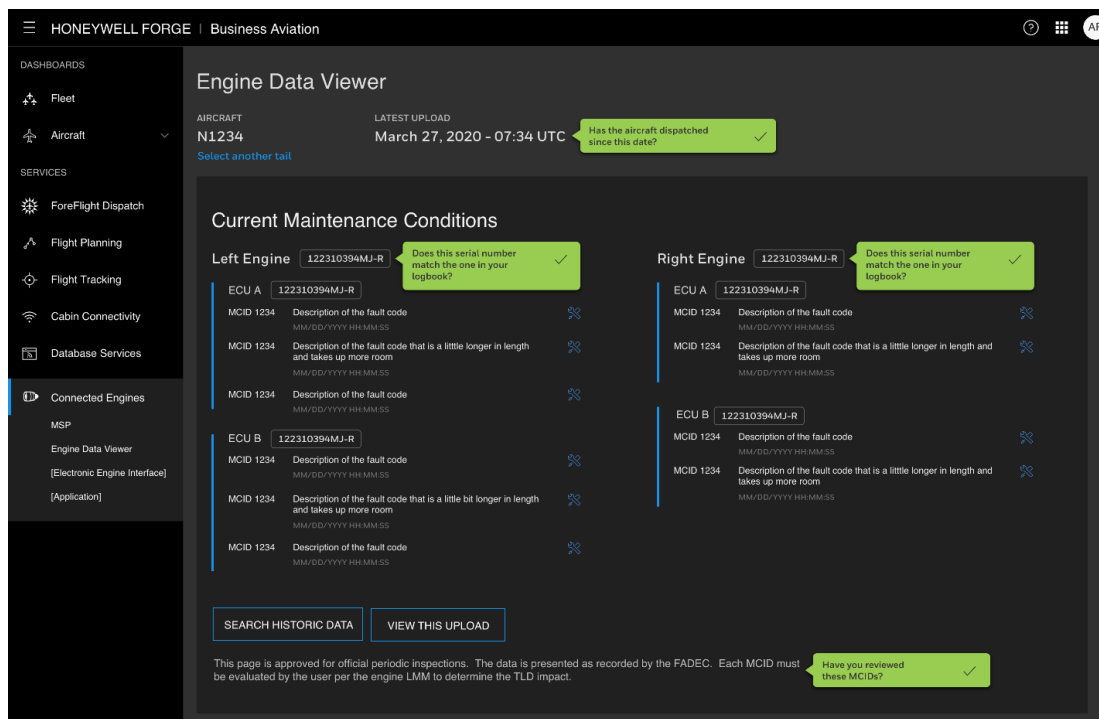 HONEYWELL FORGE | Business Aviation
AR
DASHBOARDS
Fleet
Aircraft
SERVICES
ForeFlight Dispatch
Flight Planning
Flight Tracking
Cabin Connectivity
Database Services
Connected Engines
MSP
Engine Data Viewer
[Electronic Engine Interface]
[Application]
Engine Data Viewer
AIRCRAFT
N1234
Select another tail
LATEST UPLOAD
March 27, 2020 - 07:34 UTC
Has the aircraft dispatched
since this date?
Current Maintenance Conditions
Left Engine 122310394MJ-R
Does this serial number
match the one in your
logbook?
ECU A 122310394MJ-R
MCID 1234 Description of the fault code
MM/DD/YYYY HH:MM:SS
MCID 1234 Description of the fault code that is a litttle longer in length
and takes up more room
MM/DD/YYYY HH:MM:SS
MCID 1234 Description of the fault code
MM/DD/YYYY HH:MM:SS
ECU B 122310394MJ-R
MCID 1234 Description of the fault code
MM/DD/YYYY HH:MM:SS
MCID 1234 Description of the fault code that is a little bit longer in length
and takes up more room
MM/DD/YYYY HH:MM:SS
MCID 1234 Description of the fault code
MM/DD/YYYY HH:MM:SS
Right Engine 122310394MJ-R
Does this serial number
match the one in your
logbook?
ECU A 122310394MJ-R
MCID 1234 Description of the fault code
MM/DD/YYYY HH:MM:SS
MCID 1234 Description of the fault code that is a litttle longer in length and
takes up more room
MM/DD/YYYY HH:MM:SS
ECU B 122310394MJ-R
MCID 1234 Description of the fault code
MM/DD/YYYY HH:MM:SS
MCID 1234 Description of the fault code that is a litttle longer in length and
takes up more room
MM/DD/YYYY HH:MM:SS
SEARCH HISTORIC DATA
VIEW THIS UPLOAD
This page is approved for official periodic inspections. The data is presented as recorded by the FADEC. Each MCID must
be evaluated by the user per the engine LMM to determine the TLD impact.
Have you reviewed
these MCIDs?